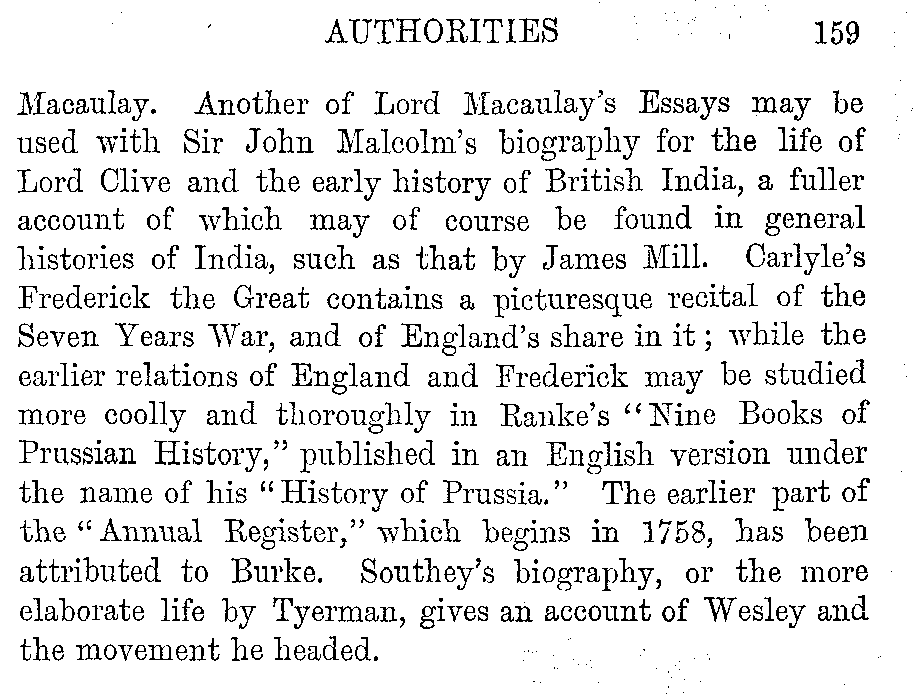 AUTHORITIES 159
Macaulay. Another of Lord Macaulay's Essays may be
used with Sir John Malcolm's biography for the life of
Lord Clive and the early history of British India, a fuller
account of which may of course be found in general
histories of India, such as that by James Mill. Carlyle's
Frederick the Great contains a picturesque recital of the
Seven Years War, and of England's share in it; while the
earlier relations of England and Frederick may be studied
more coolly and thoroughly in Ranke's "Nine Books of
Prussian History," published in an English version under
the name of his "History of Prussia." The earlier part of
the "Annual Register," which begins in 1758, has been
attributed to Burke. Southey's biography, or the more
elaborate life by Tyerman, gives an account of Wesley and
the movement he headed.